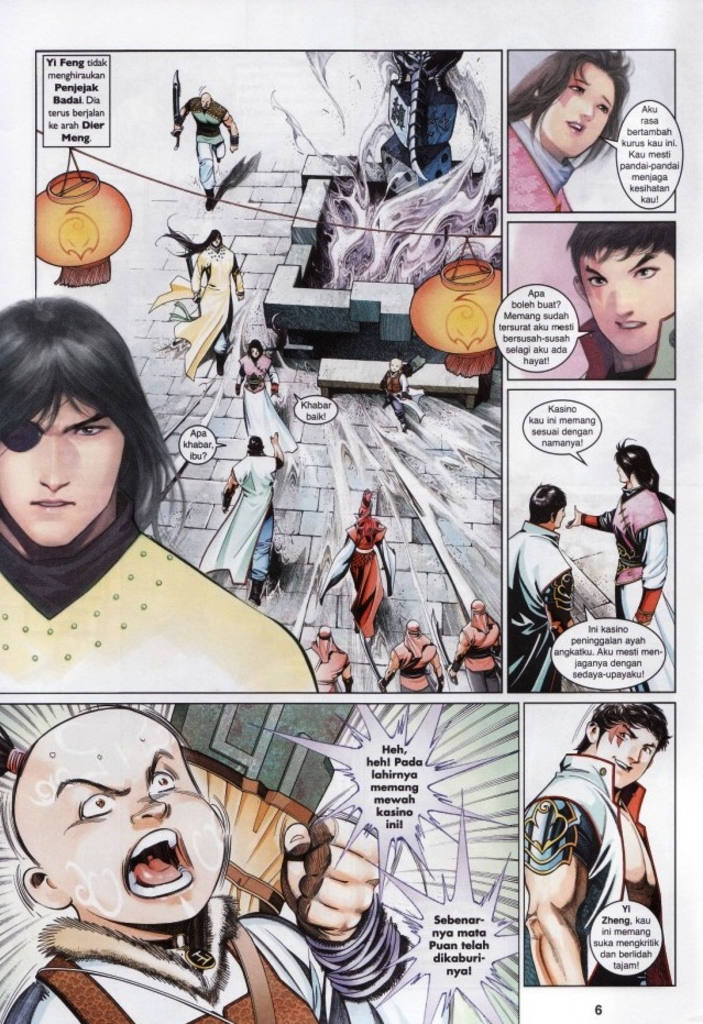 Yi Feng tidak
menghiraukan
Penjejak
Badai. Dia
terus berjalan
ke arah Dier
Meng.
Apa
khabar,
ibu?
Khabar
baik!
Aku
rasa
bertambah
kurus kau ini.
Kau mesti
pandai-pandai
menjaga
kesihatan
kau!
Apa
boleh buat?
Memang sudah
tersurat aku mesti
bersusah-susah
selagi aku ada
hayat!
Kasino
kau ini memang
sesuai dengan
namanya!
Ini kasino
peninggalan ayah
angkatku. Aku mesti men-
jaganya dengan
sedaya-upayaku!
Heh,
heh! Pada
lahirnya
memang
mewah
kasino
ini!
Sebenar-
nya mata
Puan telah
dikaburi-
nya!
Yi
Zheng, kau
ini memang
suka mengkritik
dan berlidah
tajam!
6